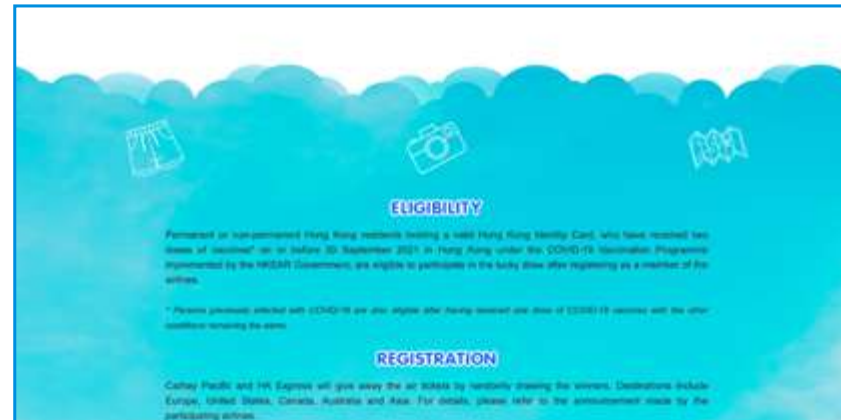 ELIGIBILITY
Permanent or non-permanent Hong Kong residents holding a valid Hong Kong Identity Card, who have received two
doses of vaccines* on or before 30 September 2021 in Hong Kong under the COVID-19 Vaccination Programme
implemented by the HKSAR Government, are eligible to participate in the lucky draw after registering as a member of the
airlines.
* Persons previously infected with COVID-19 are also eligible after having received one dose of COVID-19 vaccines with the other
conditions remaining the same.
REGISTRATION
Cathay Pacific and HK Express will give away the air tickets by randomly drawing the winners. Destinations include
Europe, United States, Canada, Australia and Asia. For details, please refer to the announcement made by the
participating airlines.